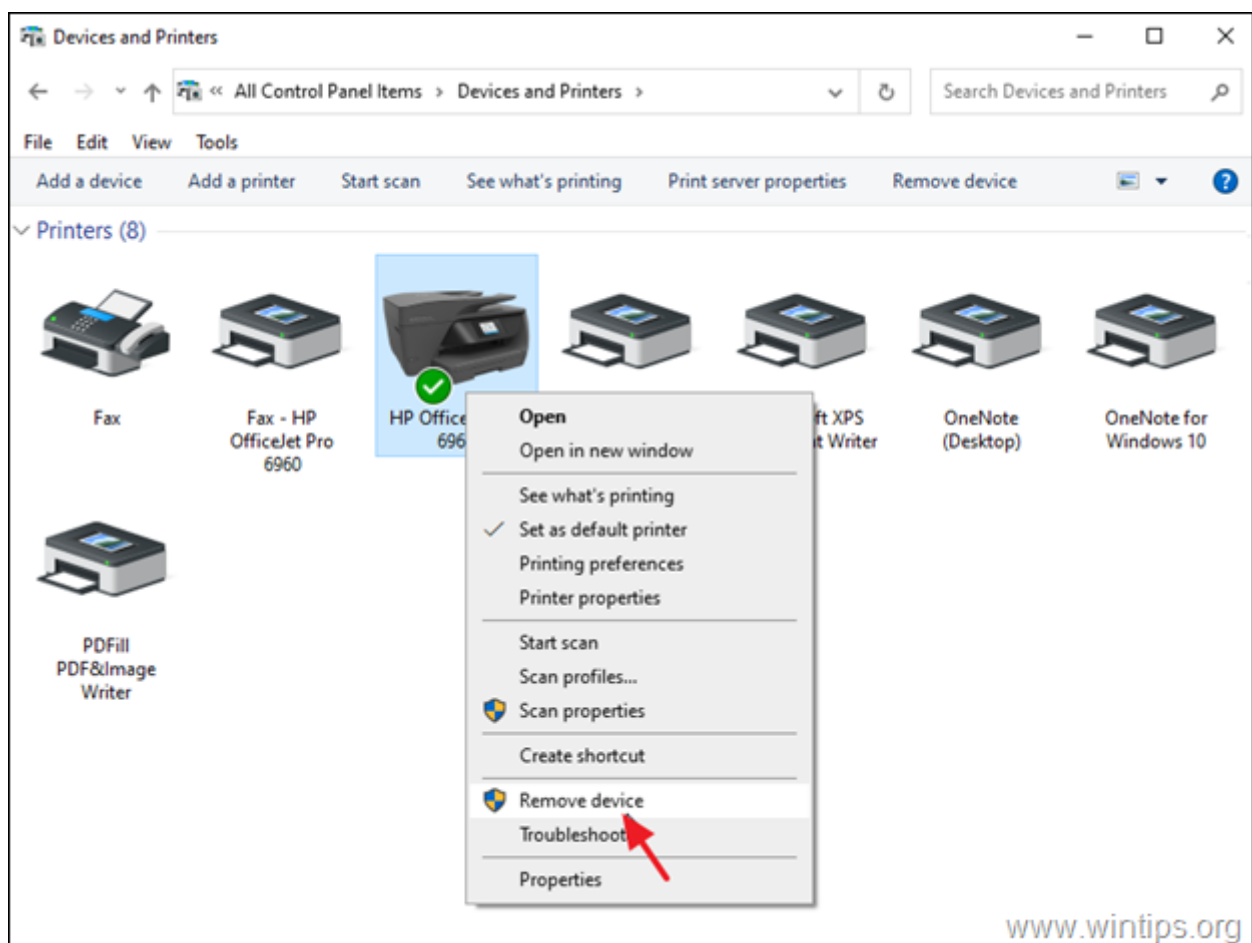 Devices and Printers
« All Control Panel Items › Devices and Printers ›
Search Devices and Printers
File Edit View Tools
Add a device Add a printer Start scan See what's printing Print server properties Remove device
?
Printers (8)
Fax
Fax - HP
OfficeJet Pro
6960
HP Office
696
ft XPS
t Writer
OneNote
(Desktop)
OneNote for
Windows 10
PDFill
PDF&Image
Writer
Open
Open in new window
See what's printing
Set as default printer
Printing preferences
Printer properties
Start scan
Scan profiles...
Scan properties
Create shortcut
Remove device
Troubleshoot
Properties
www.wintips.org